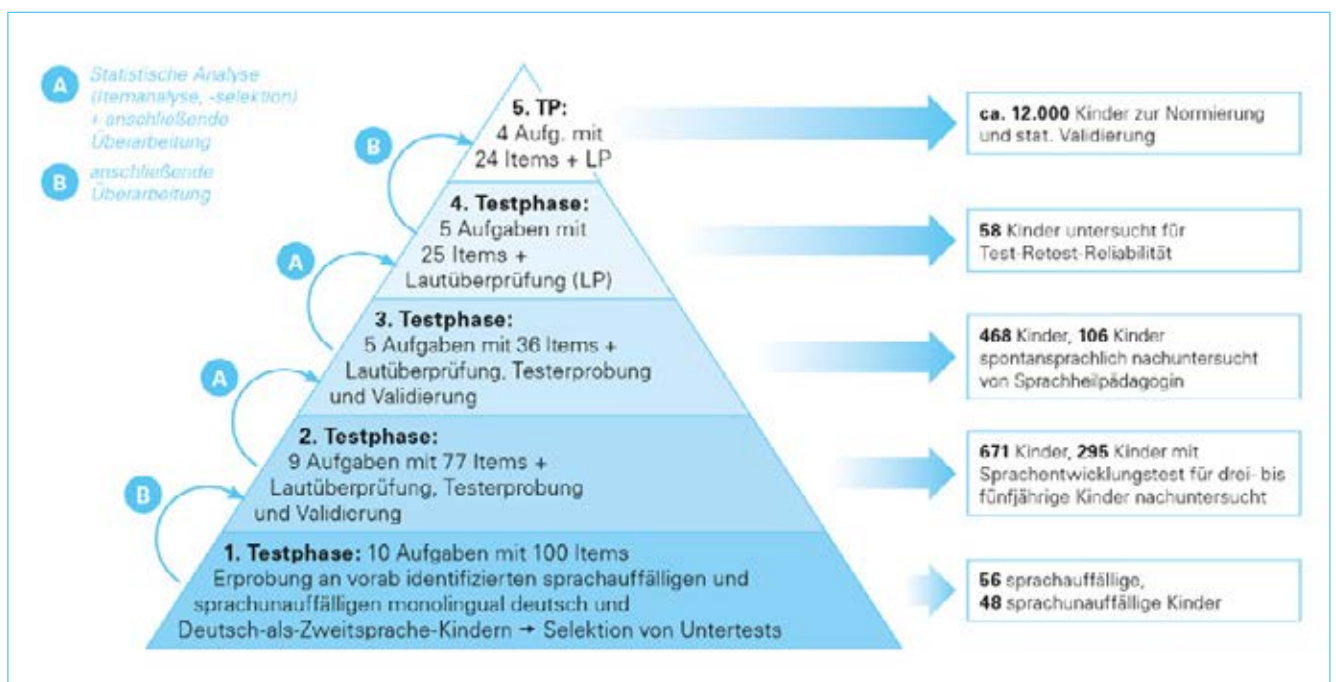 A
Statistische Analyse
(Itemanalyse, -selektion)
+ anschließende
Überarbeitung
B
anschließende
Überarbeitung
5. TP:
4 Aufg. mit
24 Items + LP
B
ca. 12.000 Kinder zur Normierung
und stat. Validierung
4. Testphase:
5 Aufgaben mit
25 Items +
Lautüberprüfung (LP)
A
58 Kinder untersucht für
Test-Retest-Reliabilität
3. Testphase:
5 Aufgaben mit 36 Items +
Lautüberprüfung, Testerprobung
und Validierung
A
468 Kinder, 106 Kinder
spontansprachlich nachuntersucht
von Sprachheilpädagogin
2. Testphase:
9 Aufgaben mit 77 Items +
Lautüberprüfung, Testerprobung
und Validierung
B
671 Kinder, 295 Kinder mit
Sprachentwicklungstest für drei- bis
fünfjährige Kinder nachuntersucht
1. Testphase: 10 Aufgaben mit 100 Items
Erprobung an vorab identifizierten sprachauffälligen und
sprachunauffälligen monolingual deutsch und
Deutsch-als-Zweitsprache-Kindern → Selektion von Untertests
56 sprachauffällige,
48 sprachunauffällige Kinder